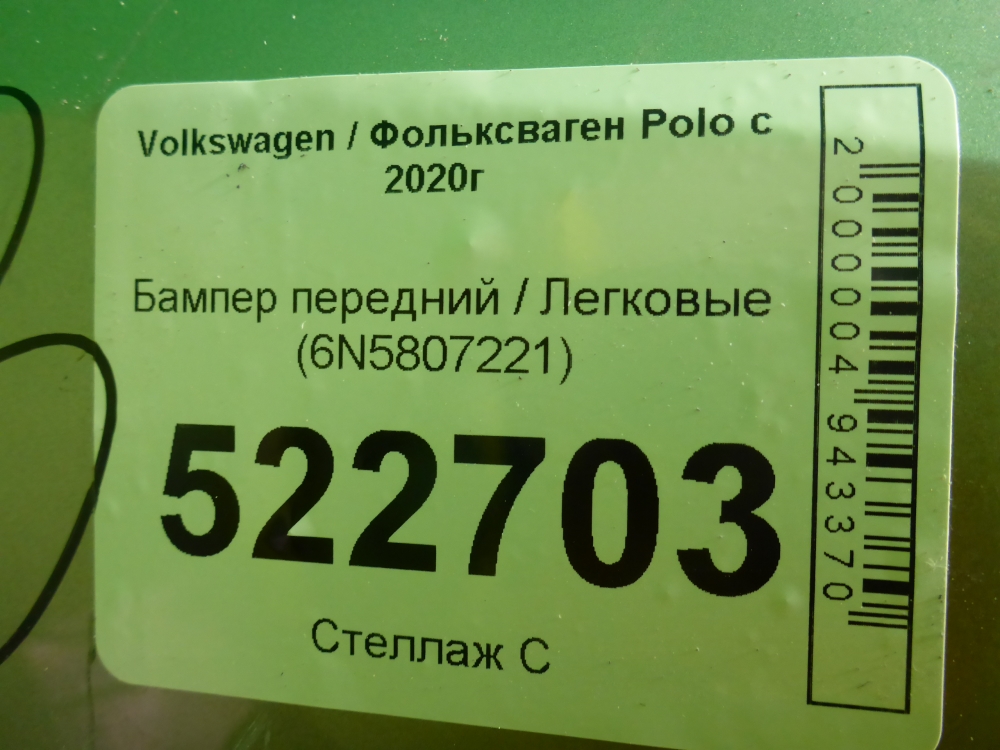 Volkswagen / Фольксваген Polo с
2020г
Бампер передний / Легковые
(6N5807221)
522703
Стеллаж С
2000004943370